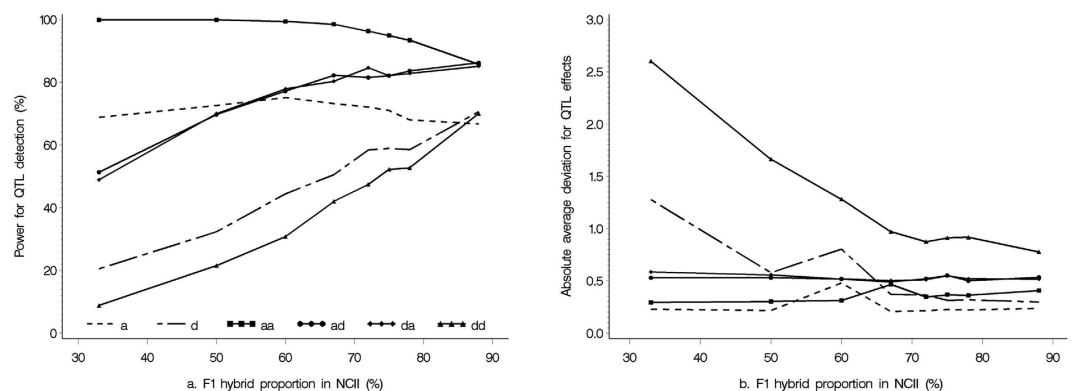 Power for QTL detection (%)
100
80
60
40
20
0
a d aa ad da dd
30 40 50 60 70 80 90
a. F1 hybrid proportion in NCII (%)
Absolute average deviation for QTL effects
3.0
2.5
2.0
1.5
1.0
0.5
0.0
30 40 50 60 70 80 90
b. F1 hybrid proportion in NCII (%)